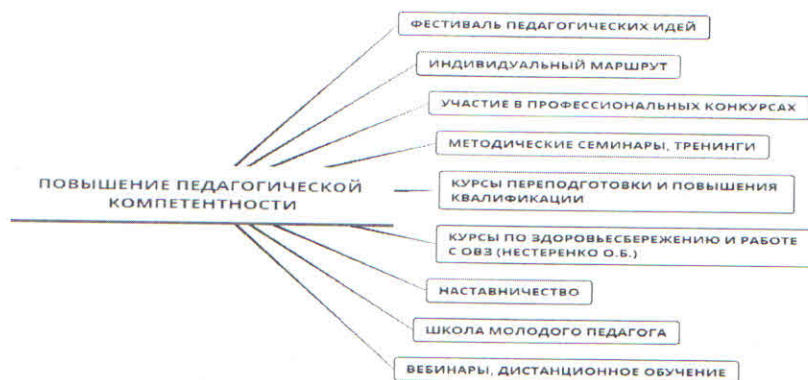 ФЕСТИВАЛЬ ПЕДАГОГИЧЕСКИХ ИДЕЙ
ИНДИВИДУАЛЬНЫЙ МАРШРУТ
УЧАСТИЕ В ПРОФЕССИОНАЛЬНЫХ КОНКУРСАХ
МЕТОДИЧЕСКИЕ СЕМИНАРЫ, ТРЕНИНГИ
ПОВЫШЕНИЕ ПЕДАГОГИЧЕСКОЙ
КОМПЕТЕНТНОСТИ
КУРСЫ ПЕРЕПОДГОТОВКИ И ПОВЫШЕНИЯ
КВАЛИФИКАЦИИ
КУРСЫ ПО ЗДОРОВЬЕСБЕРЕЖЕНИЮ И РАБОТЕ
С ОВЗ (НЕСТЕРЕНКО О.Б.)
НАСТАВНИЧЕСТВО
ШКОЛА МОЛОДОГО ПЕДАГОГА
ВЕБИНАРЫ, ДИСТАНЦИОННОЕ ОБУЧЕНИЕ